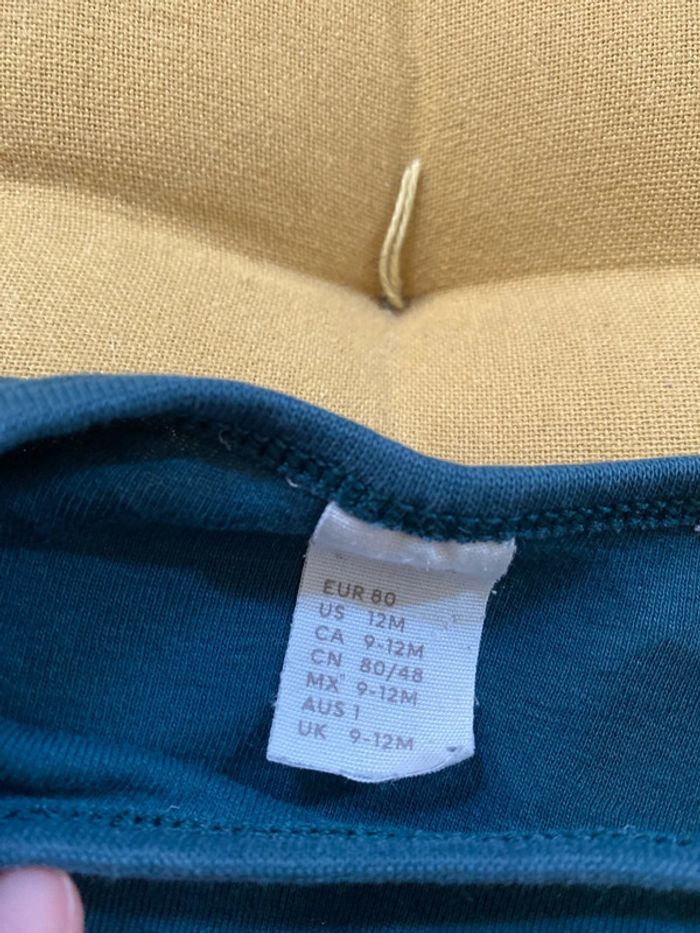 EUR 80
US 12M
CA 9-12M
CN 80/48
MX 9-12M
AUS 1
UK 9-12M